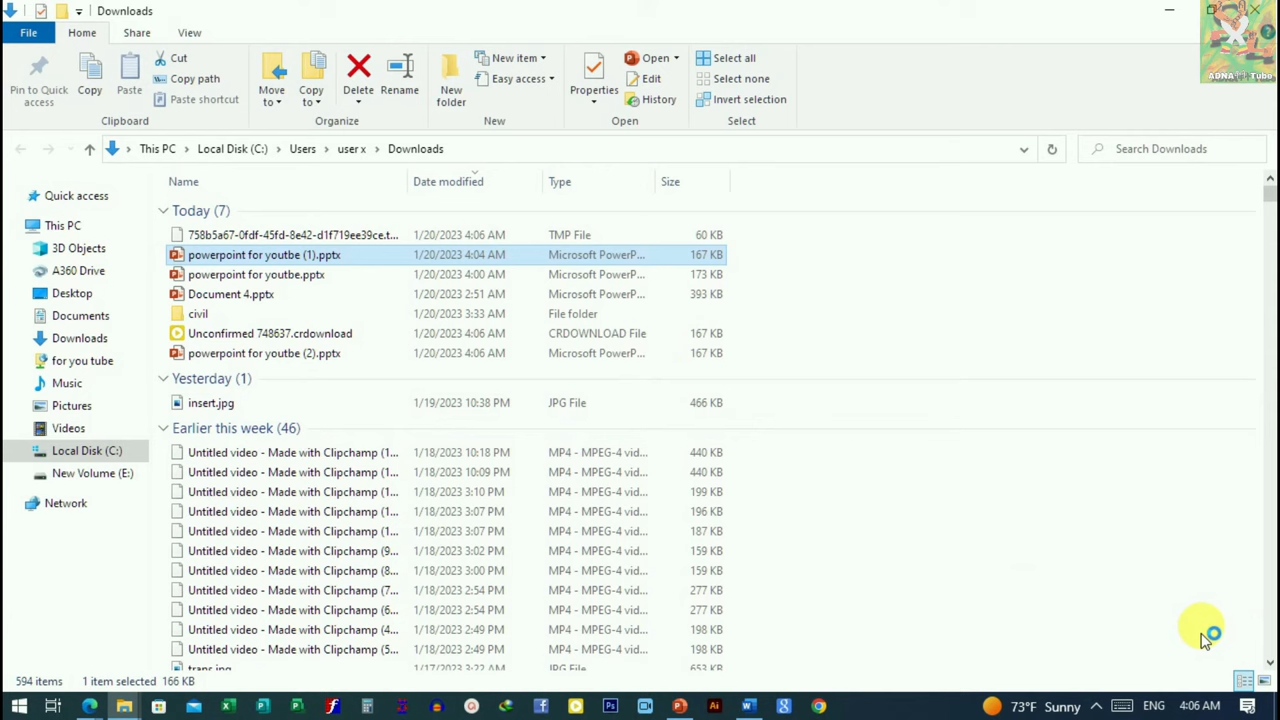 Downloads
File Home Share View
Pin to Quick access
Copy
Paste
Cut
Copy path
Paste shortcut
Clipboard
Move to
Copy to
Delete
Rename
Organize
New folder
New item
Easy access
New
Properties
Open
Edit
History
Open
Select all
Select none
Invert selection
Select
This PC Local Disk (C:) Users user x Downloads
Search Downloads
Name Date modified Type Size
Quick access
This PC
3D Objects
A360 Drive
Desktop
Documents
Downloads
for you tube
Music
Pictures
Videos
Local Disk (C:)
New Volume (E:)
Network
Today (7)
758b5a67-0fdf-45fd-8e42-d1f719ee39ce.t... 1/20/2023 4:06 AM TMP File 60 KB
powerpoint for youtbe (1).pptx 1/20/2023 4:04 AM Microsoft PowerP... 167 KB
powerpoint for youtbe.pptx 1/20/2023 4:00 AM Microsoft PowerP... 173 KB
Document 4.pptx 1/20/2023 2:51 AM Microsoft PowerP... 393 KB
civil 1/20/2023 3:33 AM File folder
Unconfirmed 748637.crdownload 1/20/2023 4:06 AM CRDOWNLOAD File 167 KB
powerpoint for youtbe (2).pptx 1/20/2023 4:06 AM Microsoft PowerP... 167 KB
Yesterday (1)
insert.jpg 1/19/2023 10:38 PM JPG File 466 KB
Earlier this week (46)
Untitled video - Made with Clipchamp (1... 1/18/2023 10:18 PM MP4 - MPEG-4 vid... 440 KB
Untitled video - Made with Clipchamp (1... 1/18/2023 10:09 PM MP4 - MPEG-4 vid... 440 KB
Untitled video - Made with Clipchamp (1... 1/18/2023 3:10 PM MP4 - MPEG-4 vid... 199 KB
Untitled video - Made with Clipchamp (1... 1/18/2023 3:07 PM MP4 - MPEG-4 vid... 196 KB
Untitled video - Made with Clipchamp (1... 1/18/2023 3:07 PM MP4 - MPEG-4 vid... 187 KB
Untitled video - Made with Clipchamp (9... 1/18/2023 3:02 PM MP4 - MPEG-4 vid... 159 KB
Untitled video - Made with Clipchamp (8... 1/18/2023 3:00 PM MP4 - MPEG-4 vid... 159 KB
Untitled video - Made with Clipchamp (7... 1/18/2023 2:54 PM MP4 - MPEG-4 vid... 277 KB
Untitled video - Made with Clipchamp (6... 1/18/2023 2:54 PM MP4 - MPEG-4 vid... 277 KB
Untitled video - Made with Clipchamp (4... 1/18/2023 2:49 PM MP4 - MPEG-4 vid... 198 KB
Untitled video - Made with Clipchamp (5... 1/18/2023 2:49 PM MP4 - MPEG-4 vid... 198 KB
trans.jpg 1/17/2023 3:22 AM JPG File 653 KB
594 items 1 item selected 166 KB
73°F Sunny ENG 4:06 AM